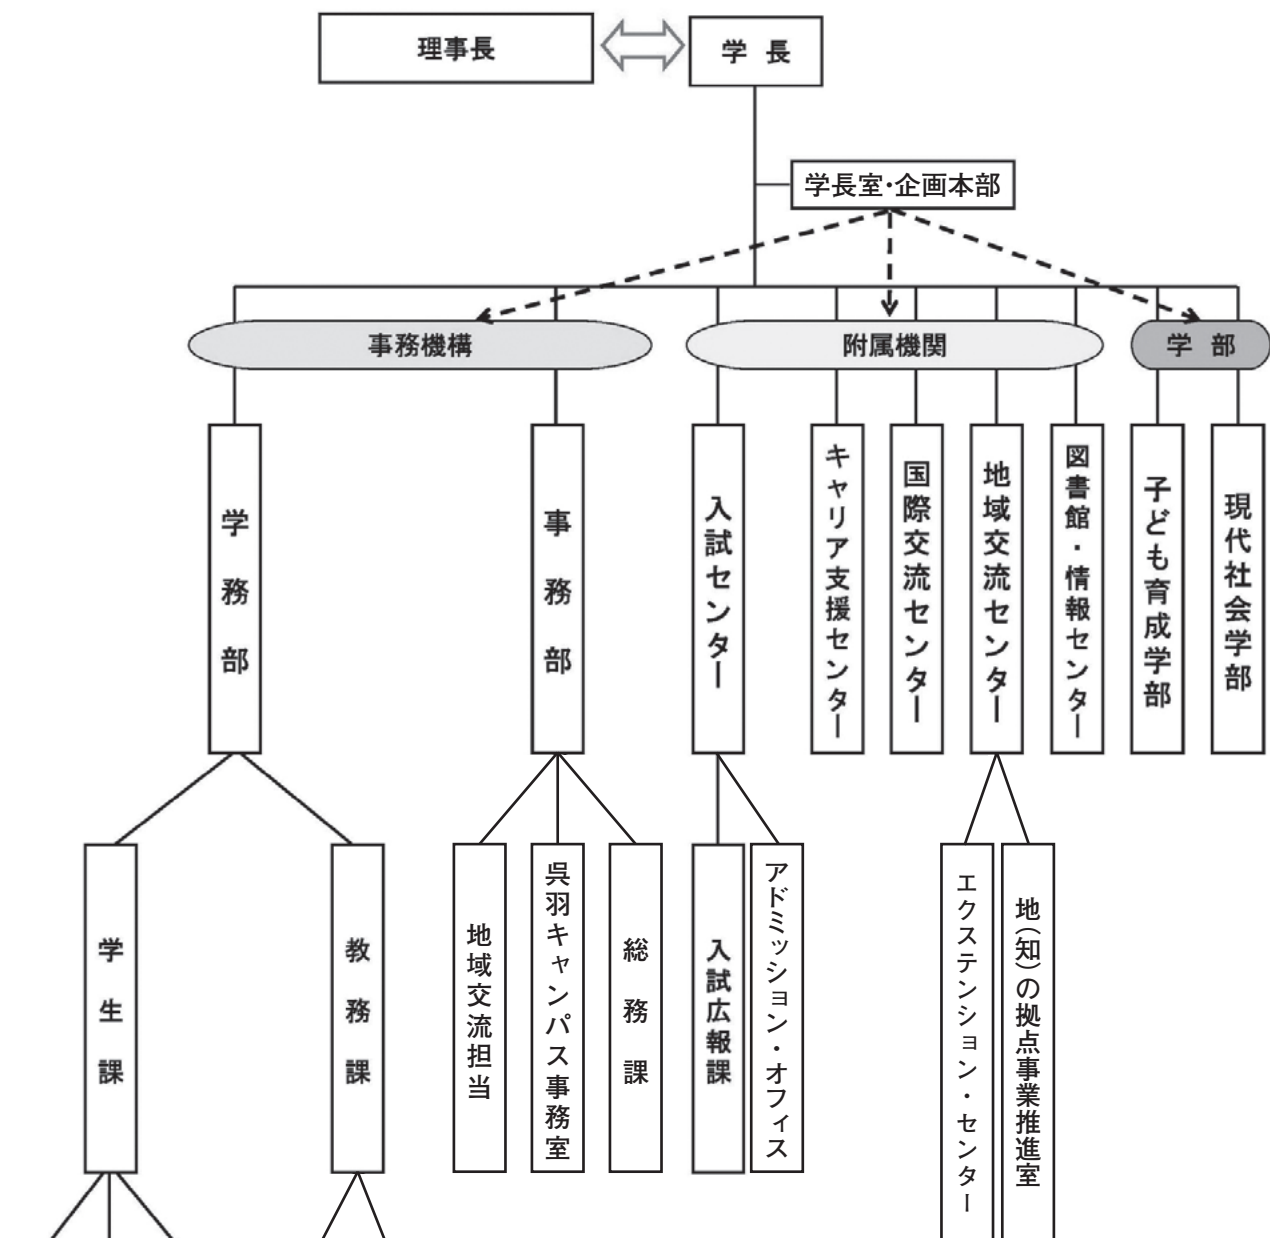 理事長
学長
学長室・企画本部
事務機構
附属機関
学部
学務部
事務部
入試センター
キャリア支援センター
国際交流センター
地域交流センター
図書館・情報センター
子ども育成学部
現代社会学部
学生課
教務課
地域交流担当
呉羽キャンパス事務室
総務課
入試広報課
アドミッション・オフィス
エクステンション・センター
地(知)の拠点事業推進室